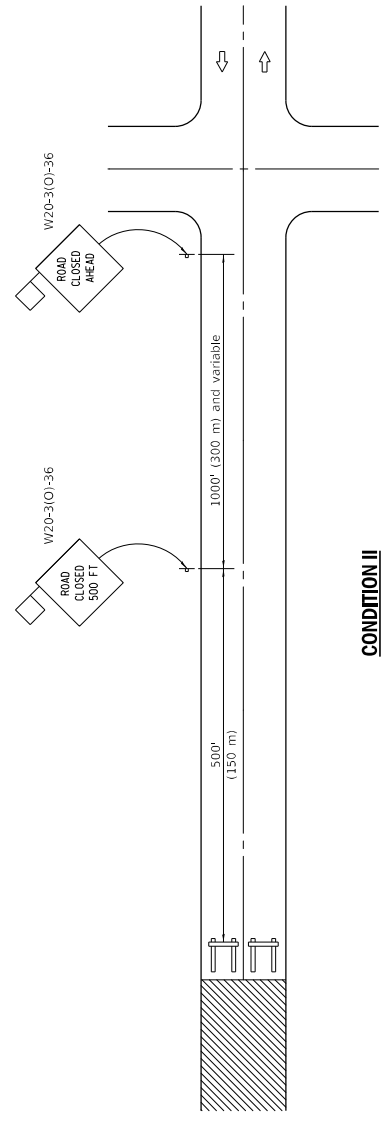 W20-3(O)-36
ROAD
CLOSED
500 FT
W20-3(O)-36
ROAD
CLOSED
AHEAD
500'
(150 m)
1000' (300 m) and variable
CONDITION II